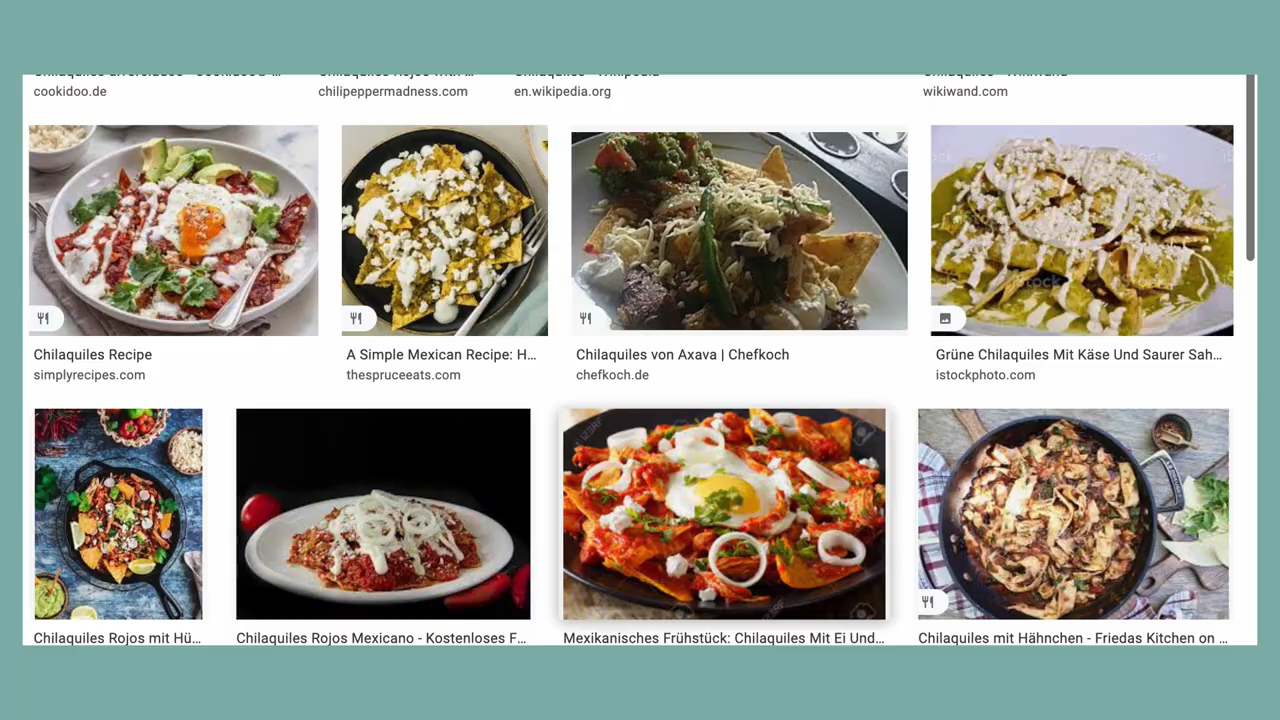 cookidoo.de
chilipeppermadness.com
en.wikipedia.org
wikiwand.com
Chilaquiles Recipe
simplyrecipes.com
A Simple Mexican Recipe: H...
thespruceeats.com
Chilaquiles von Axava | Chefkoch
chefkoch.de
Grüne Chilaquiles Mit Käse Und Saurer Sah...
istockphoto.com
Chilaquiles Rojos mit Hü...
Chilaquiles Rojos Mexicano - Kostenloses F...
Mexikanisches Frühstück: Chilaquiles Mit Ei Und...
Chilaquiles mit Hähnchen - Friedas Kitchen on ...